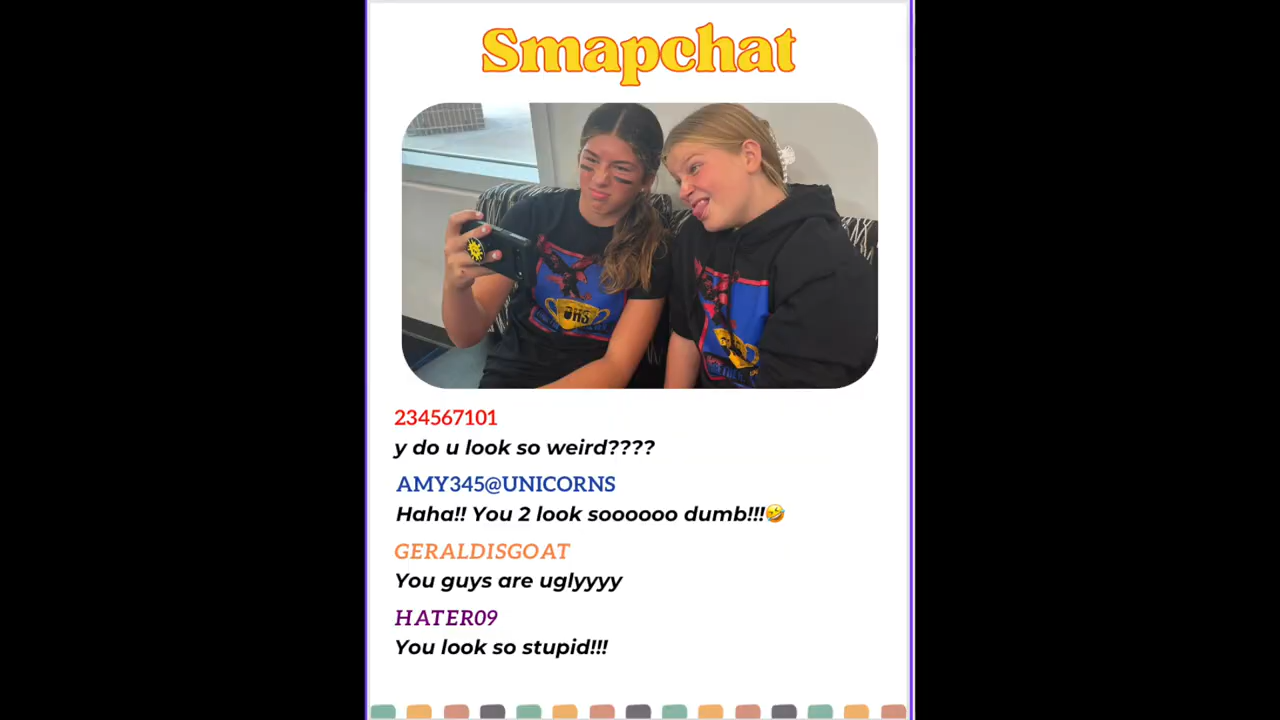 Smapchat
DHS
234567101
y do u look so weird????
AMY345@UNICORNS
Haha!! You 2 look soooooo dumb!!!🤣
GERALDISGOAT
You guys are uglyyyy
HATER09
You look so stupid!!!